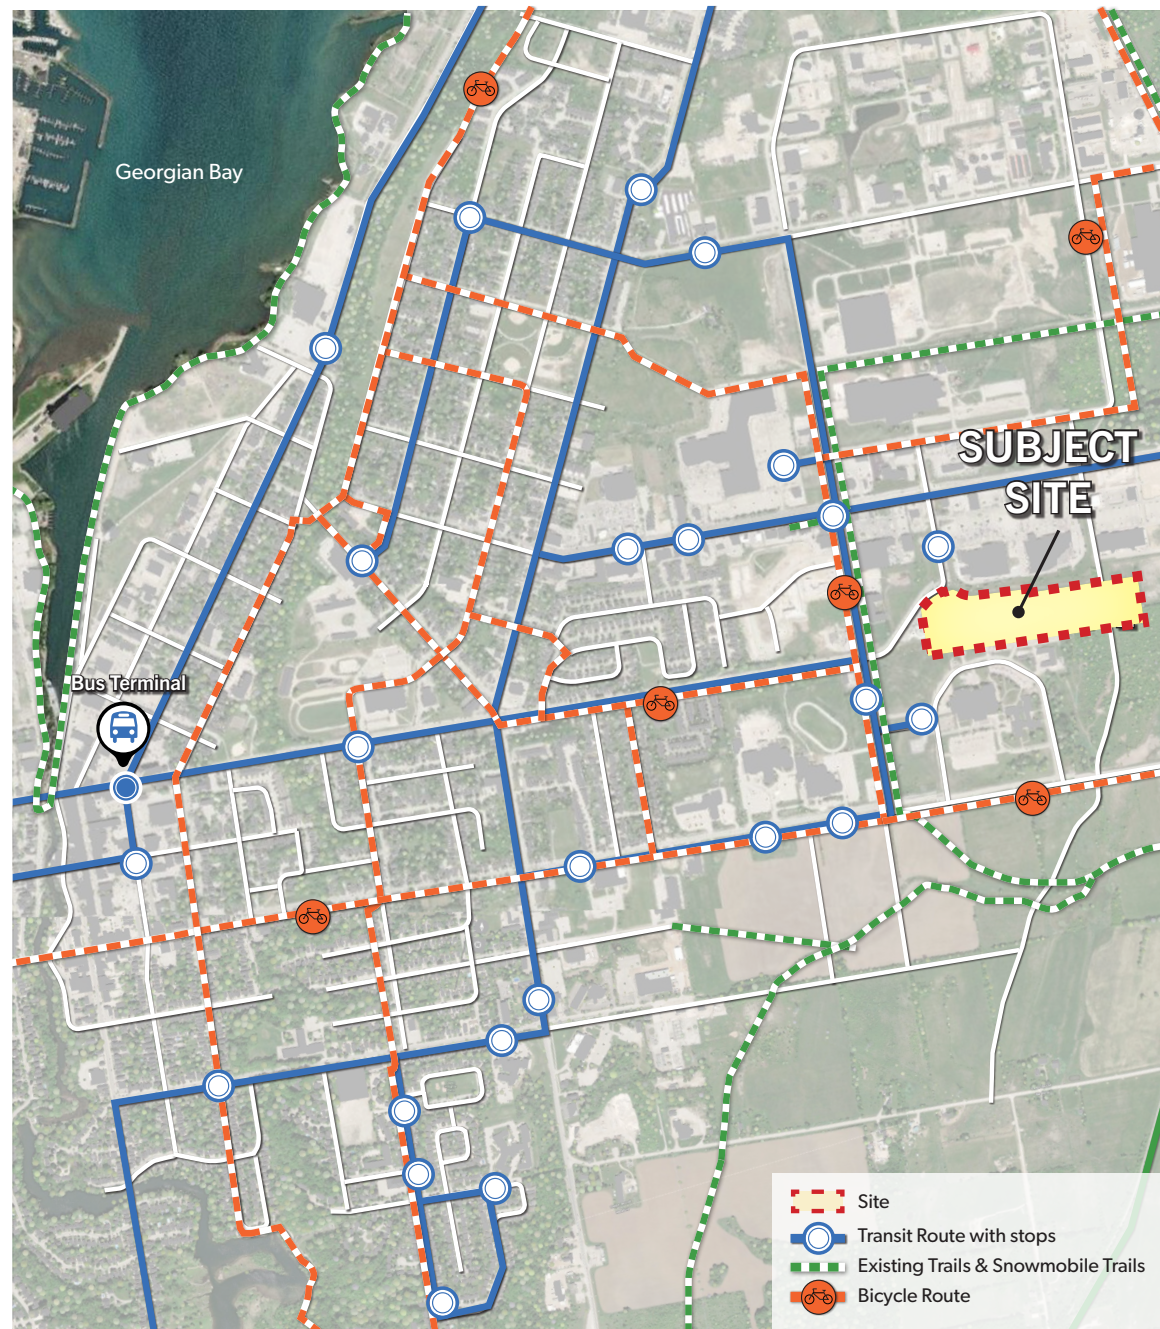 Georgian Bay
SUBJECT
SITE
Bus Terminal
Site
Transit Route with stops
Existing Trails & Snowmobile Trails
Bicycle Route